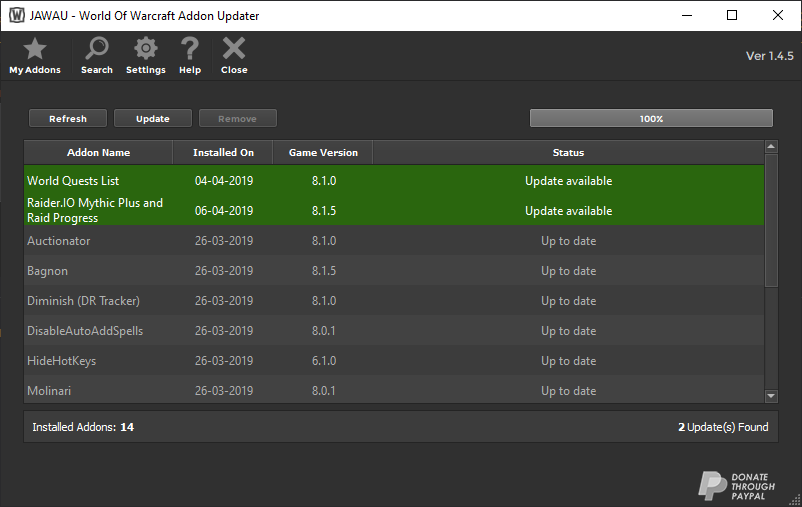 JAWAU - World Of Warcraft Addon Updater
My Addons Search Settings Help Close Ver 1.4.5
Refresh Update Remove 100%
Addon Name Installed On Game Version Status
World Quests List 04-04-2019 8.1.0 Update available
Raider.IO Mythic Plus and
Raid Progress 06-04-2019 8.1.5 Update available
Auctionator 26-03-2019 8.1.0 Up to date
Bagnon 26-03-2019 8.1.5 Up to date
Diminish (DR Tracker) 26-03-2019 8.1.0 Up to date
DisableAutoAddSpells 26-03-2019 8.0.1 Up to date
HideHotKeys 26-03-2019 6.1.0 Up to date
Molinari 26-03-2019 8.0.1 Up to date
Installed Addons: 14 2 Update(s) Found
DONATE
THROUGH
PAYPAL